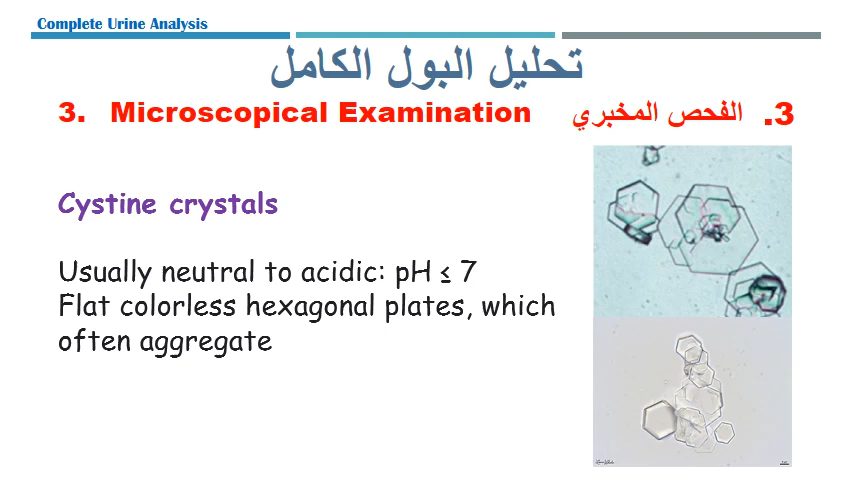 Complete Urine Analysis
تحليل البول الكامل
3. Microscopical Examination
3. الفحص المخبري
Cystine crystals
Usually neutral to acidic: pH ≤ 7
Flat colorless hexagonal plates, which
often aggregate